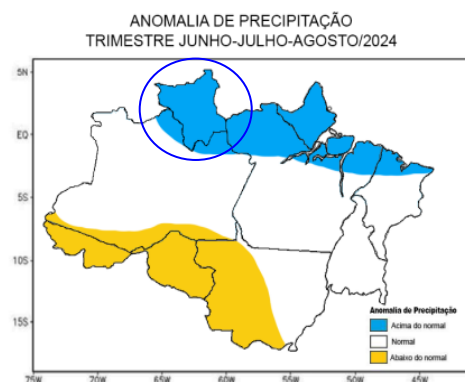 ANOMALIA DE PRECIPITAÇÃO
TRIMESTRE JUNHO-JULHO-AGOSTO/2024
5N
EQ
5S
10S
15S
Anomalia de Precipitação
Acima do normal
Normal
Abaixo do normal
75W 70W 65W 60W 55W 50W 45W